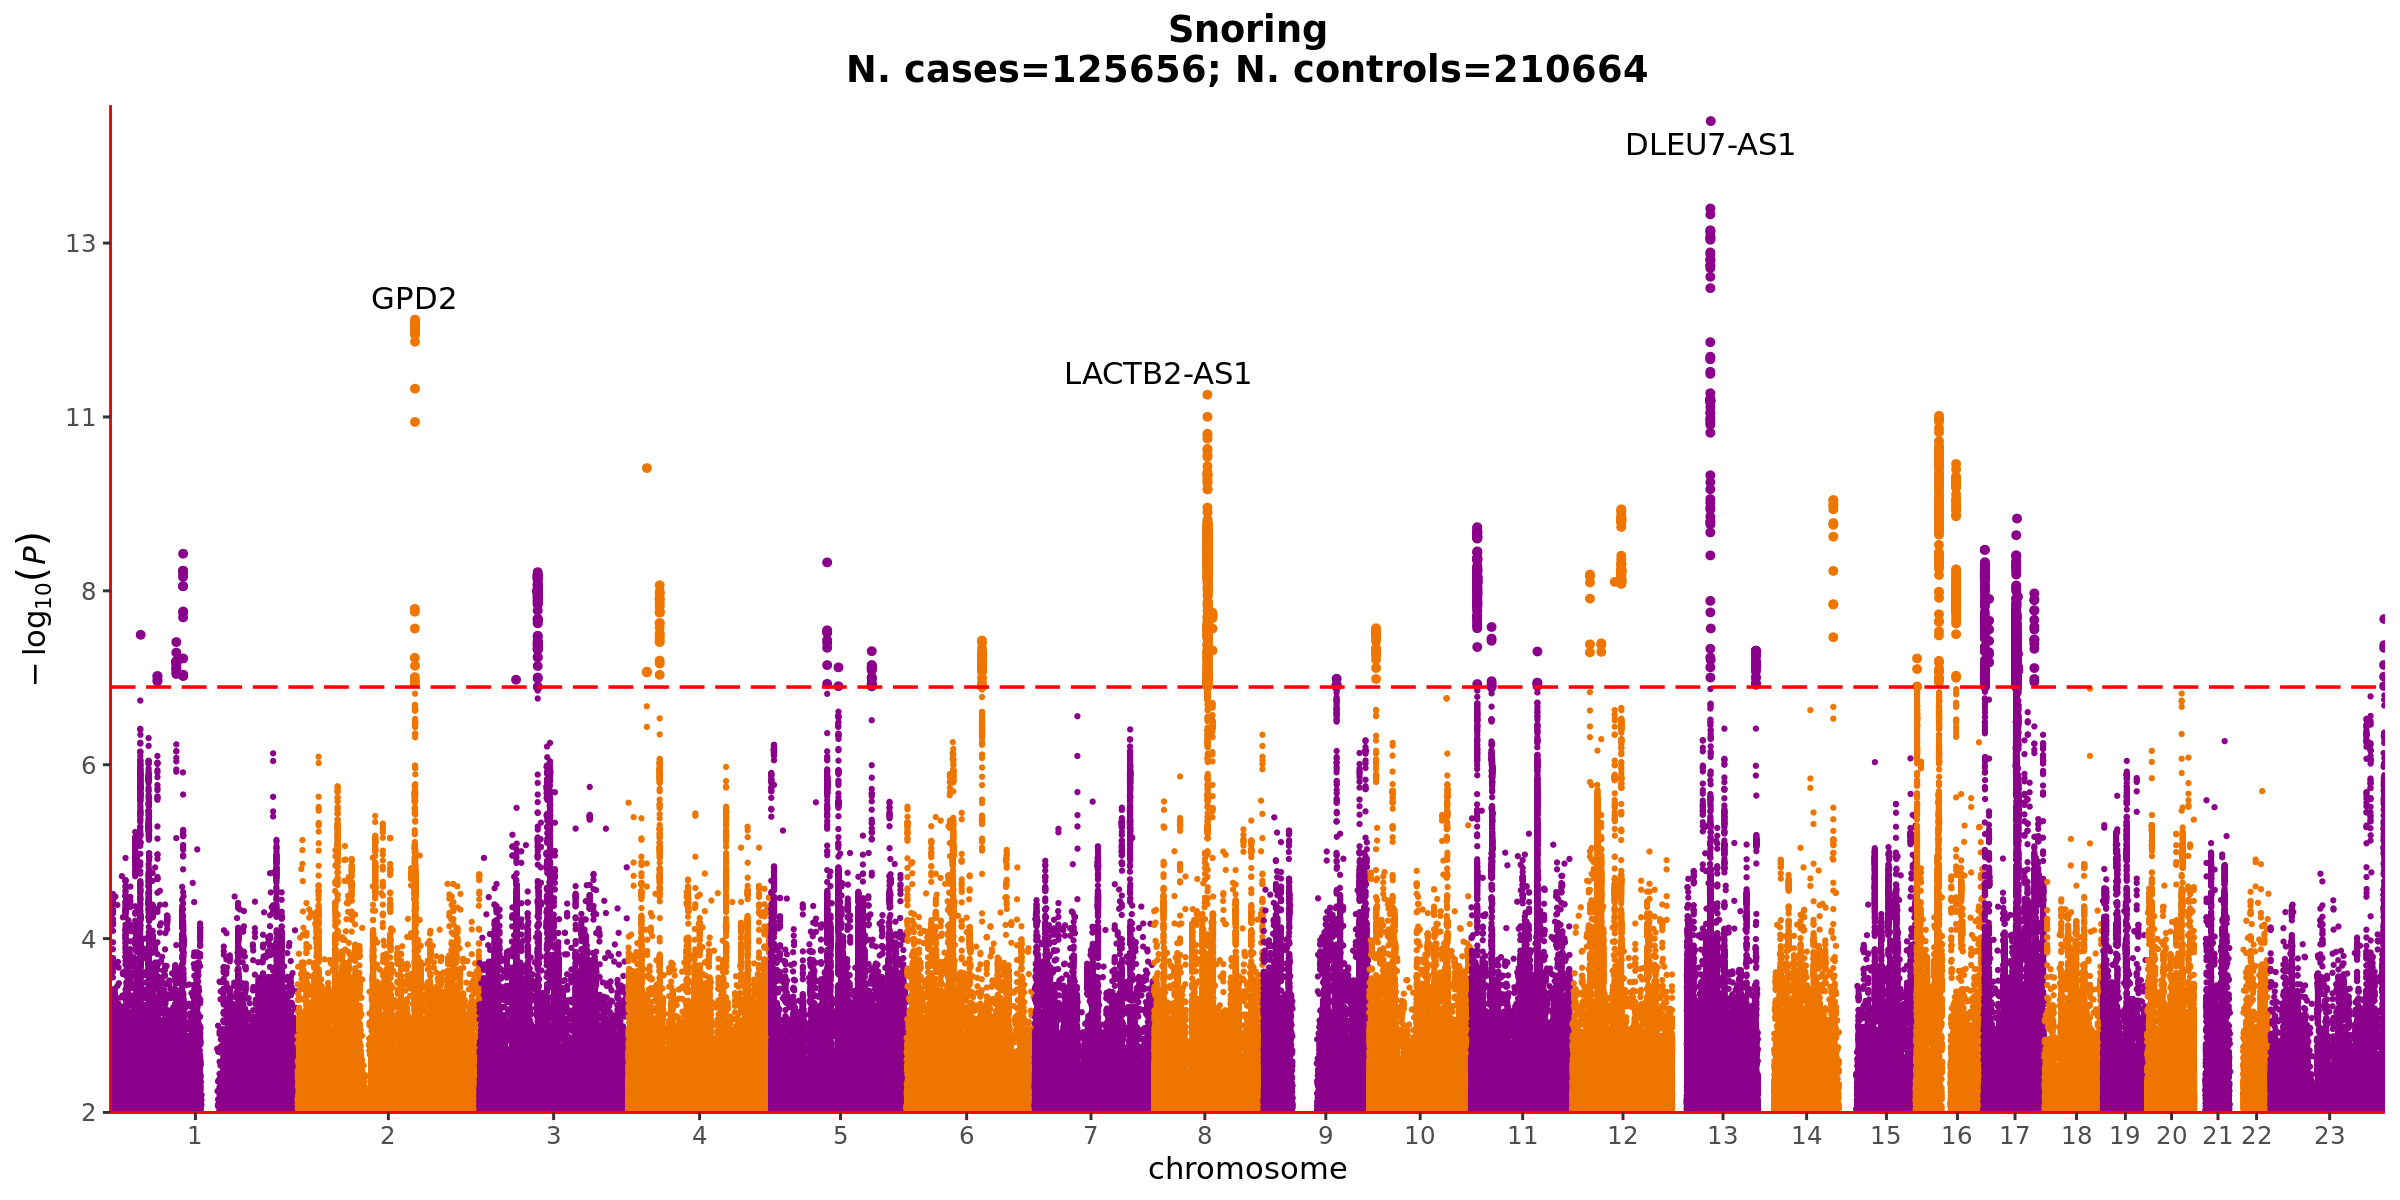 Snoring
N. cases=125656; N. controls=210664
DLEU7-AS1
GPD2
LACTB2-AS1
13
11
8
6
4
2
−log₁₀(P)
1 2 3 4 5 6 7 8 9 10 11 12 13 14 15 16 17 18 19 20 21 22 23
chromosome